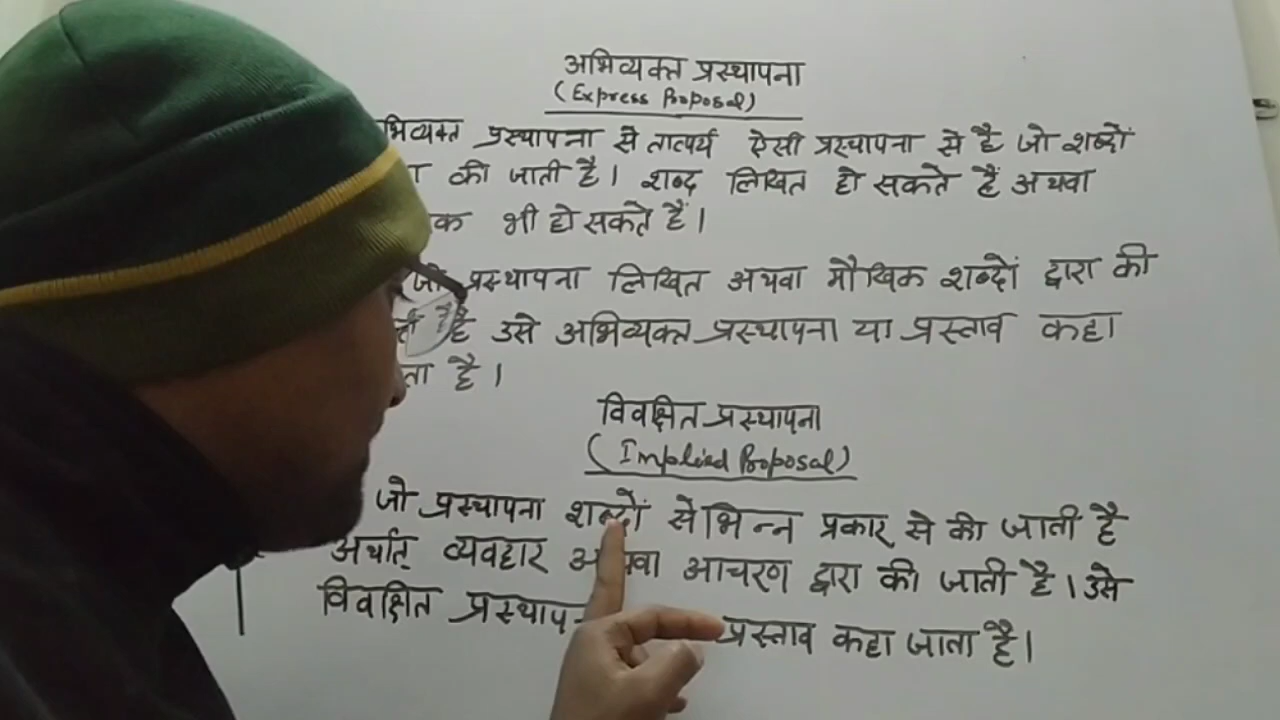 अभिव्यक्त प्रस्थापना
(Express Proposal)
प्रस्थापना से तात्पर्य ऐसी प्रस्थापना से है जो शब्दों
की जाती है। शब्द लिखित हो सकते हैं अथवा
भी हो सकते हैं।
प्रस्थापना लिखित अथवा मौखिक शब्दों द्वारा की
है उसे अभिव्यक्त प्रस्थापना या प्रस्ताव कहा
है।
विवक्षित प्रस्थापना
(Implied Proposal)
जो प्रस्थापना शब्दों से भिन्न प्रकार से की जाती है
अर्थात् व्यवहार अथवा आचरण द्वारा की जाती है। उसे
विवक्षित प्रस्ताव कहा जाता है।